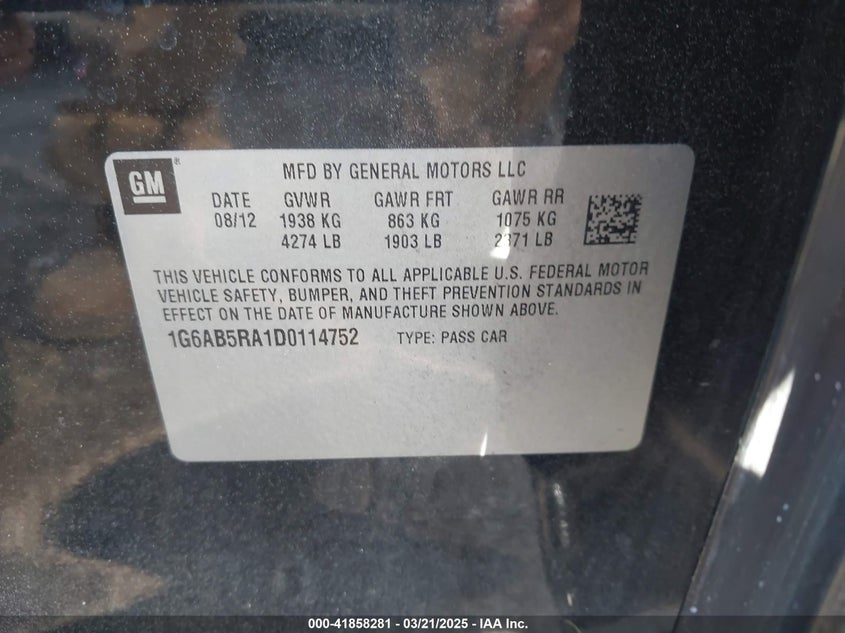 GM
MFD BY GENERAL MOTORS LLC
DATE GVWR GAWR FRT GAWR RR
08/12 1938 KG 863 KG 1075 KG
4274 LB 1903 LB 2371 LB
THIS VEHICLE CONFORMS TO ALL APPLICABLE U.S. FEDERAL MOTOR
VEHICLE SAFETY, BUMPER, AND THEFT PREVENTION STANDARDS IN
EFFECT ON THE DATE OF MANUFACTURE SHOWN ABOVE.
1G6AB5RA1D0114752 TYPE: PASS CAR
000-41858281 - 03/21/2025 - IAA Inc.